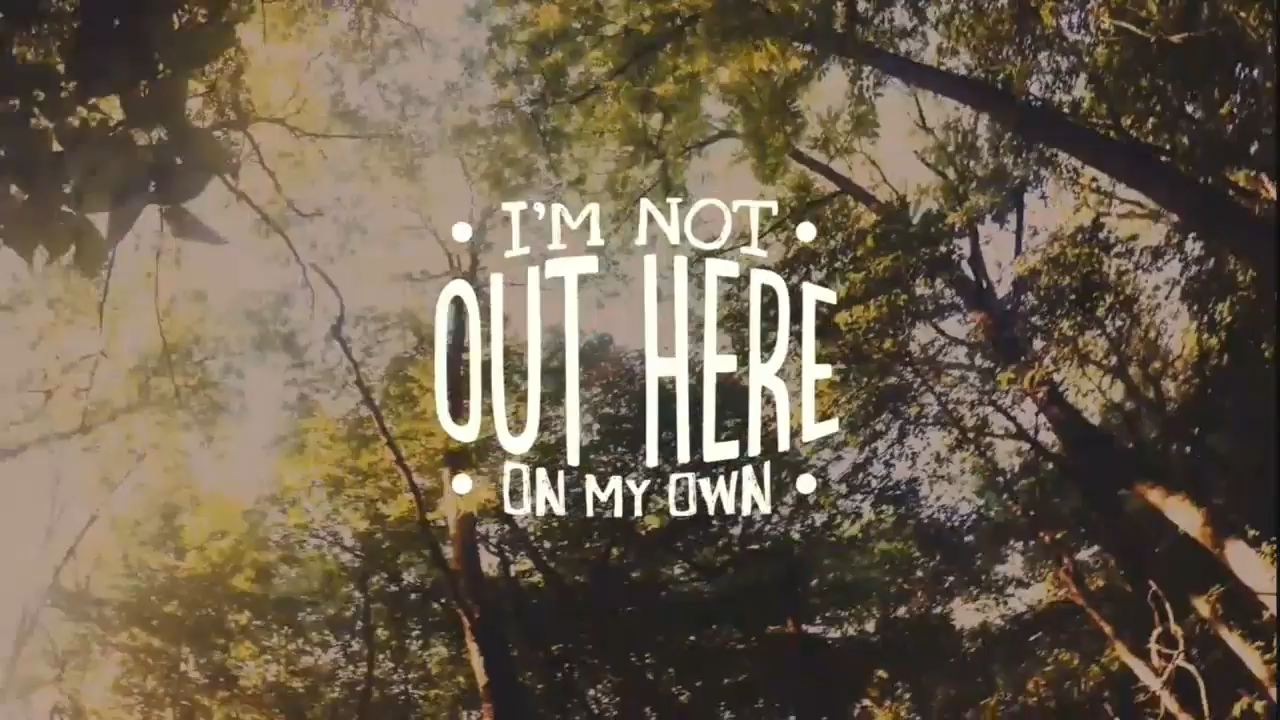 • I'M NOT •
OUT HERE
• ON MY OWN •